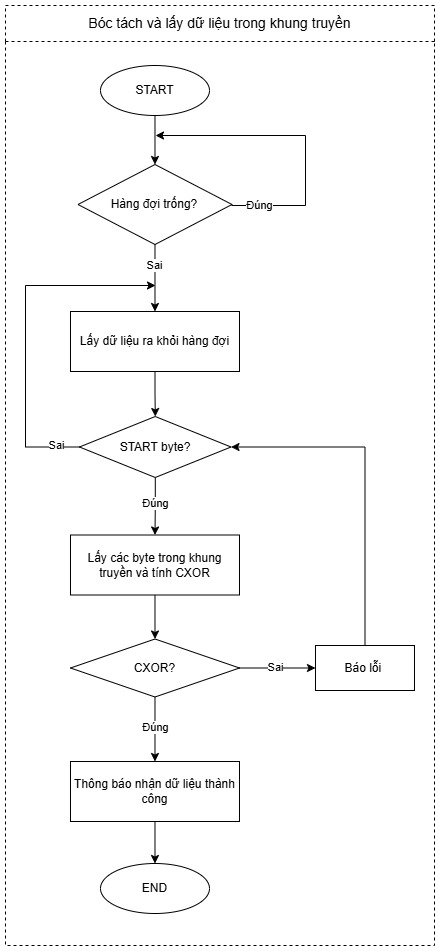 Bóc tách và lấy dữ liệu trong khung truyền
START
Hàng đợi trống?
Đúng
Sai
Lấy dữ liệu ra khỏi hàng đợi
START byte?
Sai
Đúng
Lấy các byte trong khung
truyền và tính CXOR
CXOR?
Sai
Báo lỗi
Đúng
Thông báo nhận dữ liệu thành
công
END